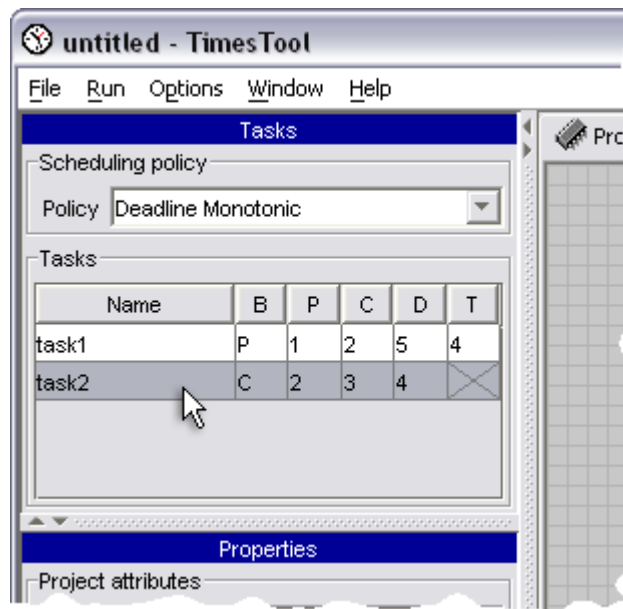 untitled - TimesTool
File Run Options Window Help
Tasks
Scheduling policy
Policy Deadline Monotonic
Tasks
Name B P C D T
task1 P 1 2 5 4
task2 C 2 3 4
Properties
Project attributes